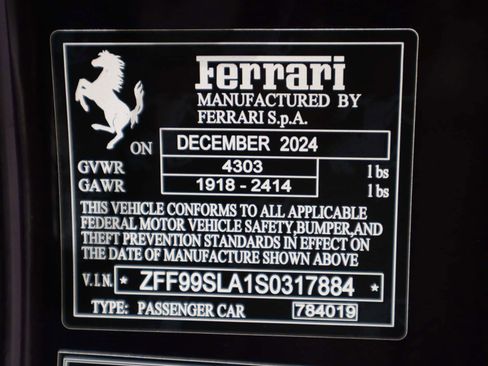 Ferrari
MANUFACTURED BY
FERRARI S.p.A.
ON DECEMBER 2024
GVWR 4303 lbs
GAWR 1918 - 2414 lbs
THIS VEHICLE CONFORMS TO ALL APPLICABLE
FEDERAL MOTOR VEHICLE SAFETY,BUMPER,AND
THEFT PREVENTION STANDARDS IN EFFECT ON
THE DATE OF MANUFACTURE SHOWN ABOVE
V.I.N. * ZFF99SLA1S0317884 *
TYPE: PASSENGER CAR 784019